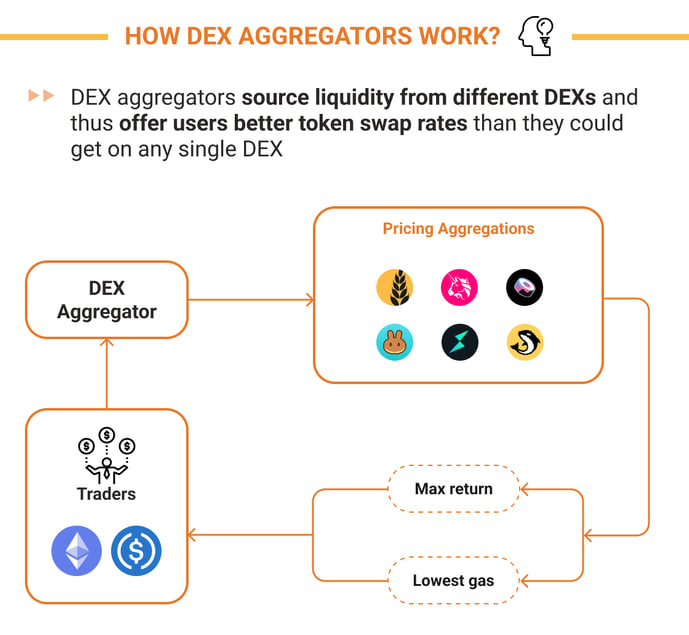 HOW DEX AGGREGATORS WORK?
DEX aggregators source liquidity from different DEXs and
thus offer users better token swap rates than they could
get on any single DEX
Pricing Aggregations
DEX
Aggregator
Traders
Max return
Lowest gas